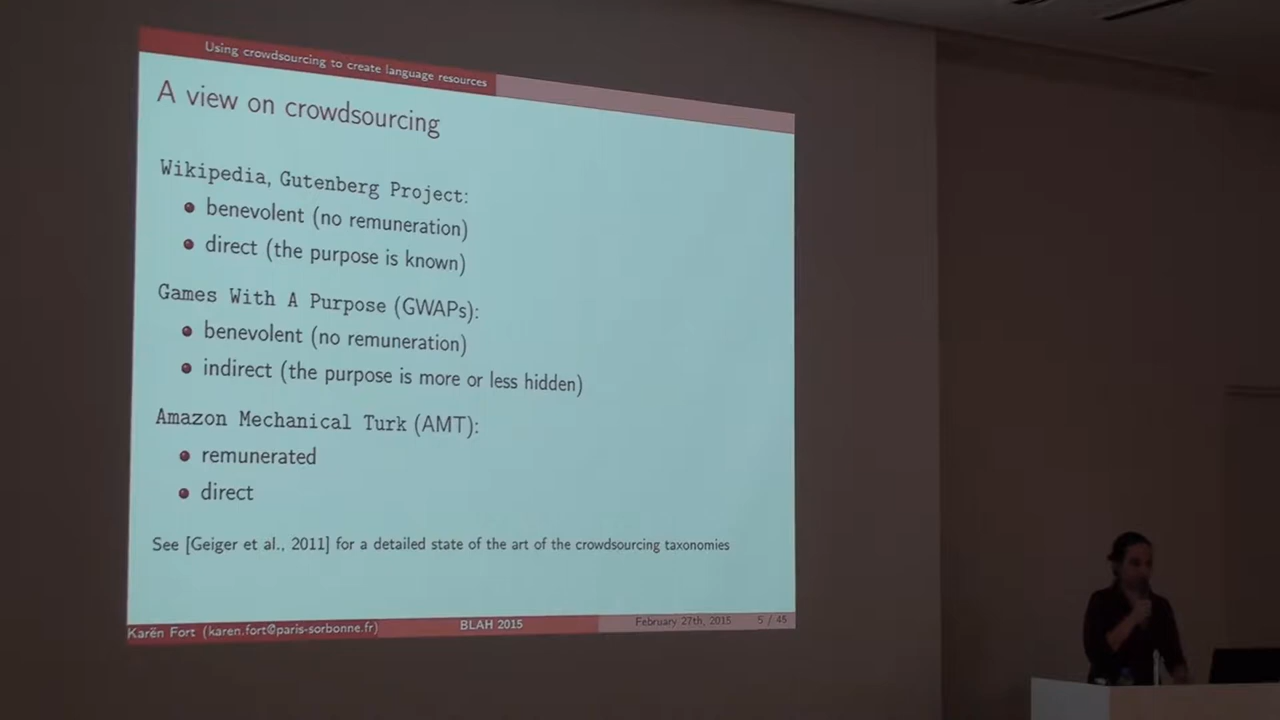 Using crowdsourcing to create language resources
A view on crowdsourcing
Wikipedia, Gutenberg Project:
benevolent (no remuneration)
direct (the purpose is known)
Games With A Purpose (GWAPs):
benevolent (no remuneration)
indirect (the purpose is more or less hidden)
Amazon Mechanical Turk (AMT):
remunerated
direct
See [Geiger et al., 2011] for a detailed state of the art of the crowdsourcing taxonomies
Karën Fort (karen.fort@paris-sorbonne.fr) BLAH 2015 February 27th, 2015 5 / 45